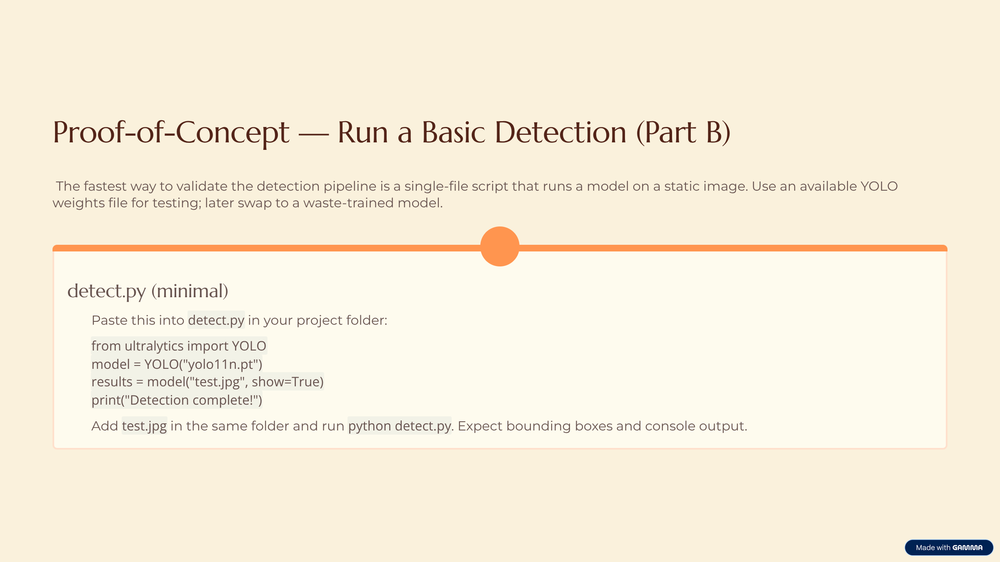 Proof-of-Concept — Run a Basic Detection (Part B)
The fastest way to validate the detection pipeline is a single-file script that runs a model on a static image. Use an available YOLO
weights file for testing; later swap to a waste-trained model.
detect.py (minimal)
Paste this into detect.py in your project folder:
from ultralytics import YOLO
model = YOLO("yolo11n.pt")
results = model("test.jpg", show=True)
print("Detection complete!")
Add test.jpg in the same folder and run python detect.py. Expect bounding boxes and console output.
Made with GAMMA